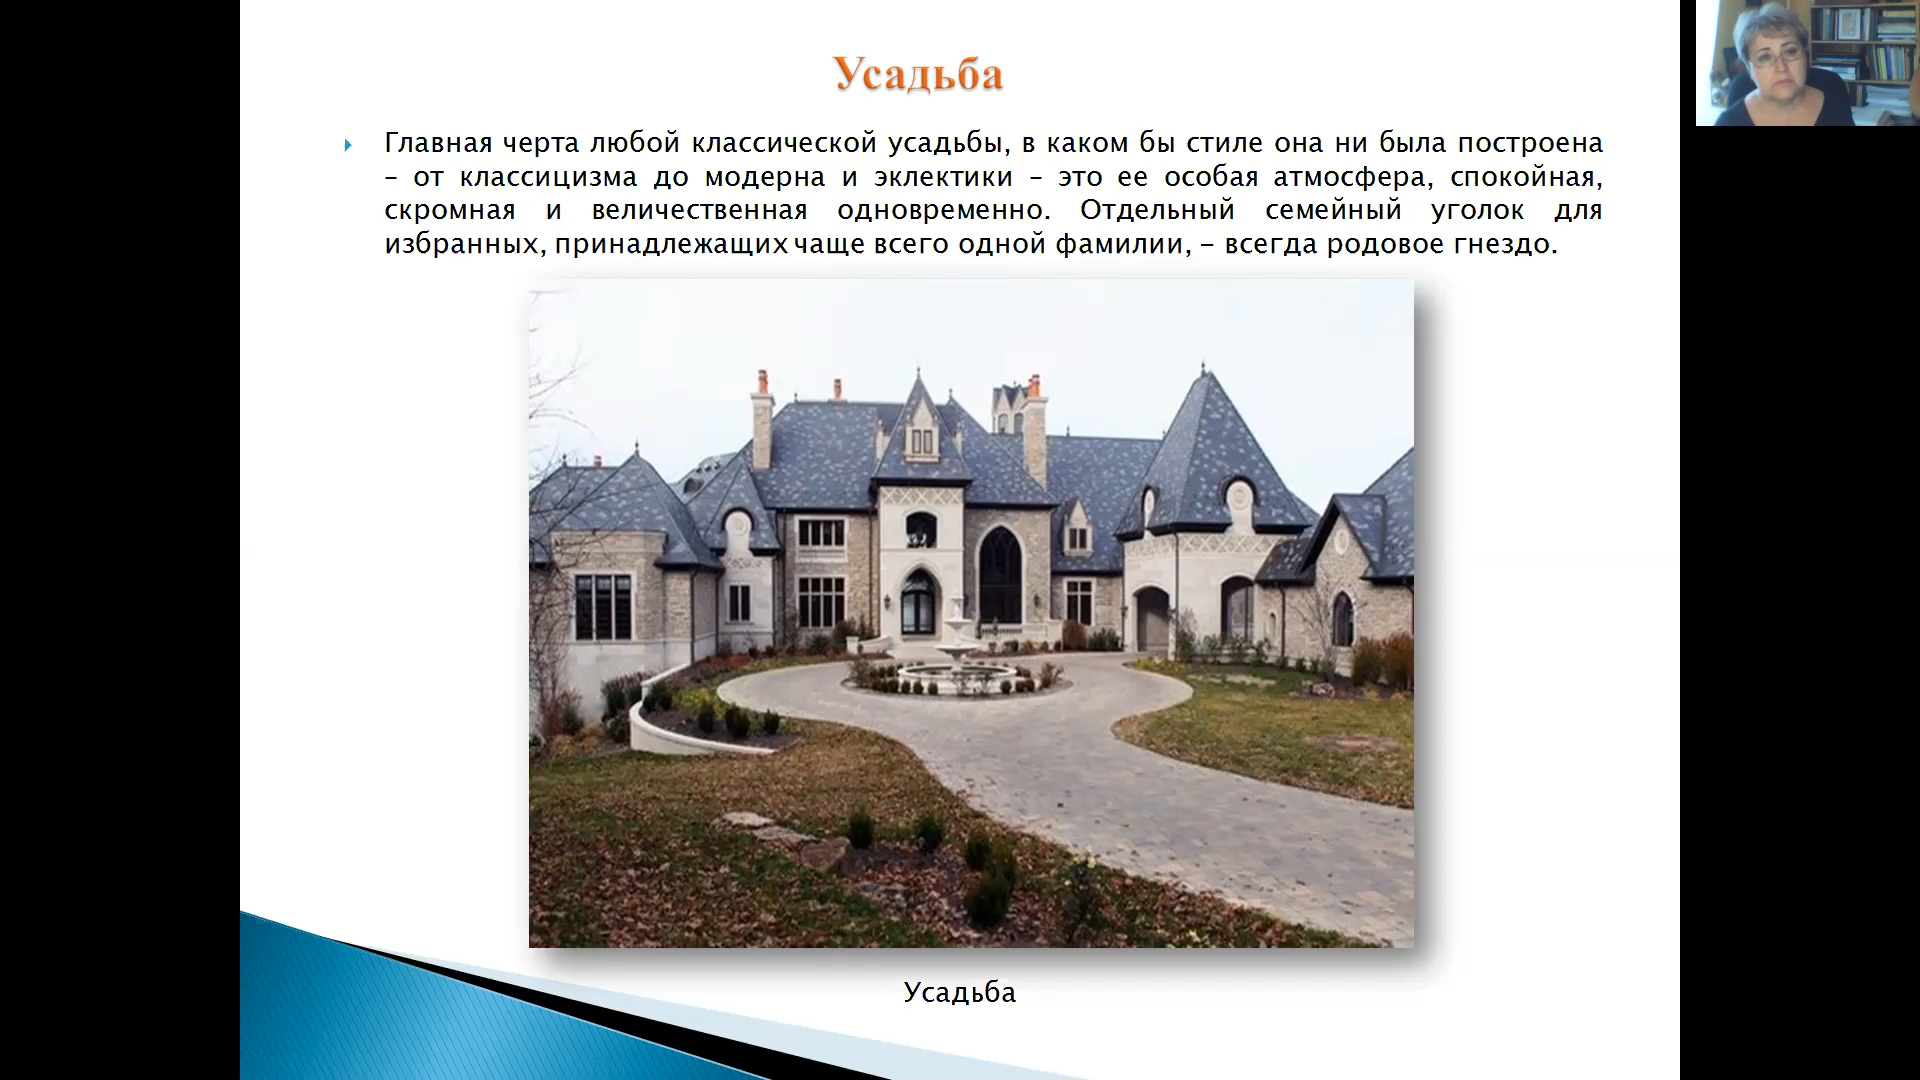 Усадьба
Главная черта любой классической усадьбы, в каком бы стиле она ни была построена
– от классицизма до модерна и эклектики – это ее особая атмосфера, спокойная,
скромная и величественная одновременно. Отдельный семейный уголок для
избранных, принадлежащих чаще всего одной фамилии, – всегда родовое гнездо.
Усадьба